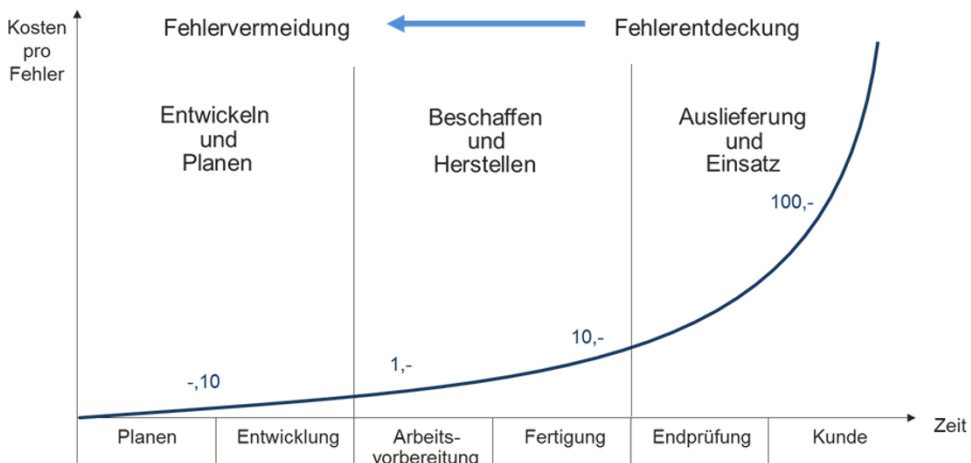 Kosten
pro
Fehler
Fehlervermeidung
Fehlerentdeckung
Entwickeln
und
Planen
Beschaffen
und
Herstellen
Auslieferung
und
Einsatz
-,10
1,-
10,-
100,-
Planen
Entwicklung
Arbeits-
vorbereitung
Fertigung
Endprüfung
Kunde
Zeit